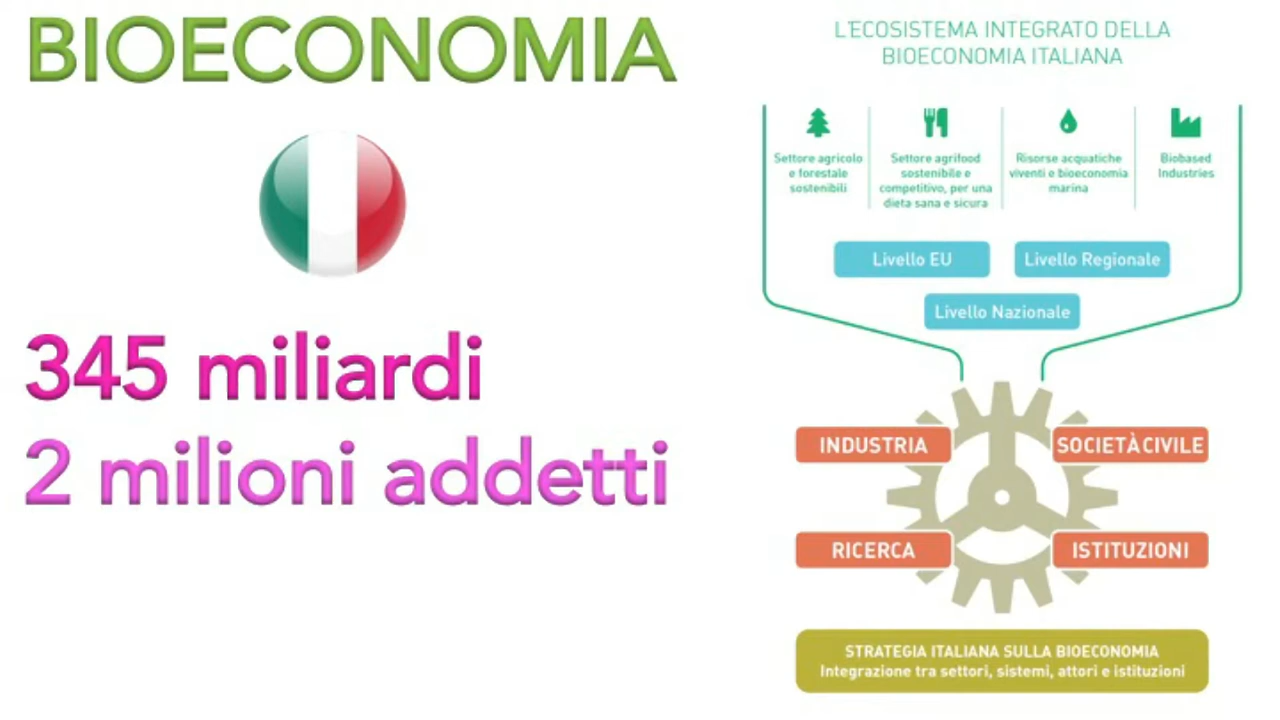 BIOECONOMIA
345 miliardi
2 milioni addetti
L'ECOSISTEMA INTEGRATO DELLA
BIOECONOMIA ITALIANA
Settore agricolo
e forestale
sostenibili
Settore agrifood
sostenibile e
competitivo, per una
dieta sana e sicura
Risorse acquatiche
viventi e bioeconomia
marina
Biobased
Industries
Livello EU
Livello Regionale
Livello Nazionale
INDUSTRIA
SOCIETÀ CIVILE
RICERCA
ISTITUZIONI
STRATEGIA ITALIANA SULLA BIOECONOMIA
Integrazione tra settori, sistemi, attori e istituzioni